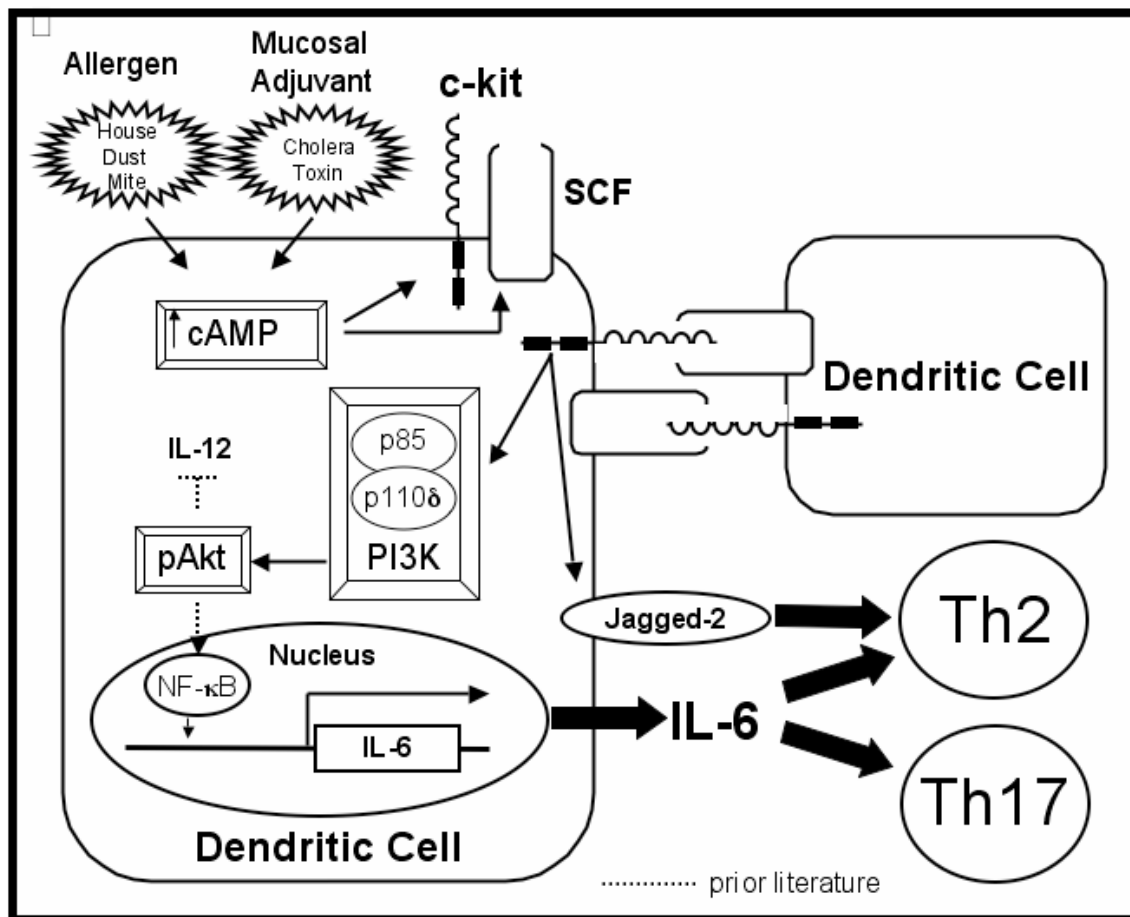 Allergen
Mucosal
Adjuvant
House
Dust
Mite
Cholera
Toxin
c-kit
SCF
cAMP
Dendritic Cell
p85
p110δ
PI3K
IL-12
pAkt
Jagged-2
Th2
Nucleus
NF-κB
IL-6
IL-6
Th17
Dendritic Cell
prior literature